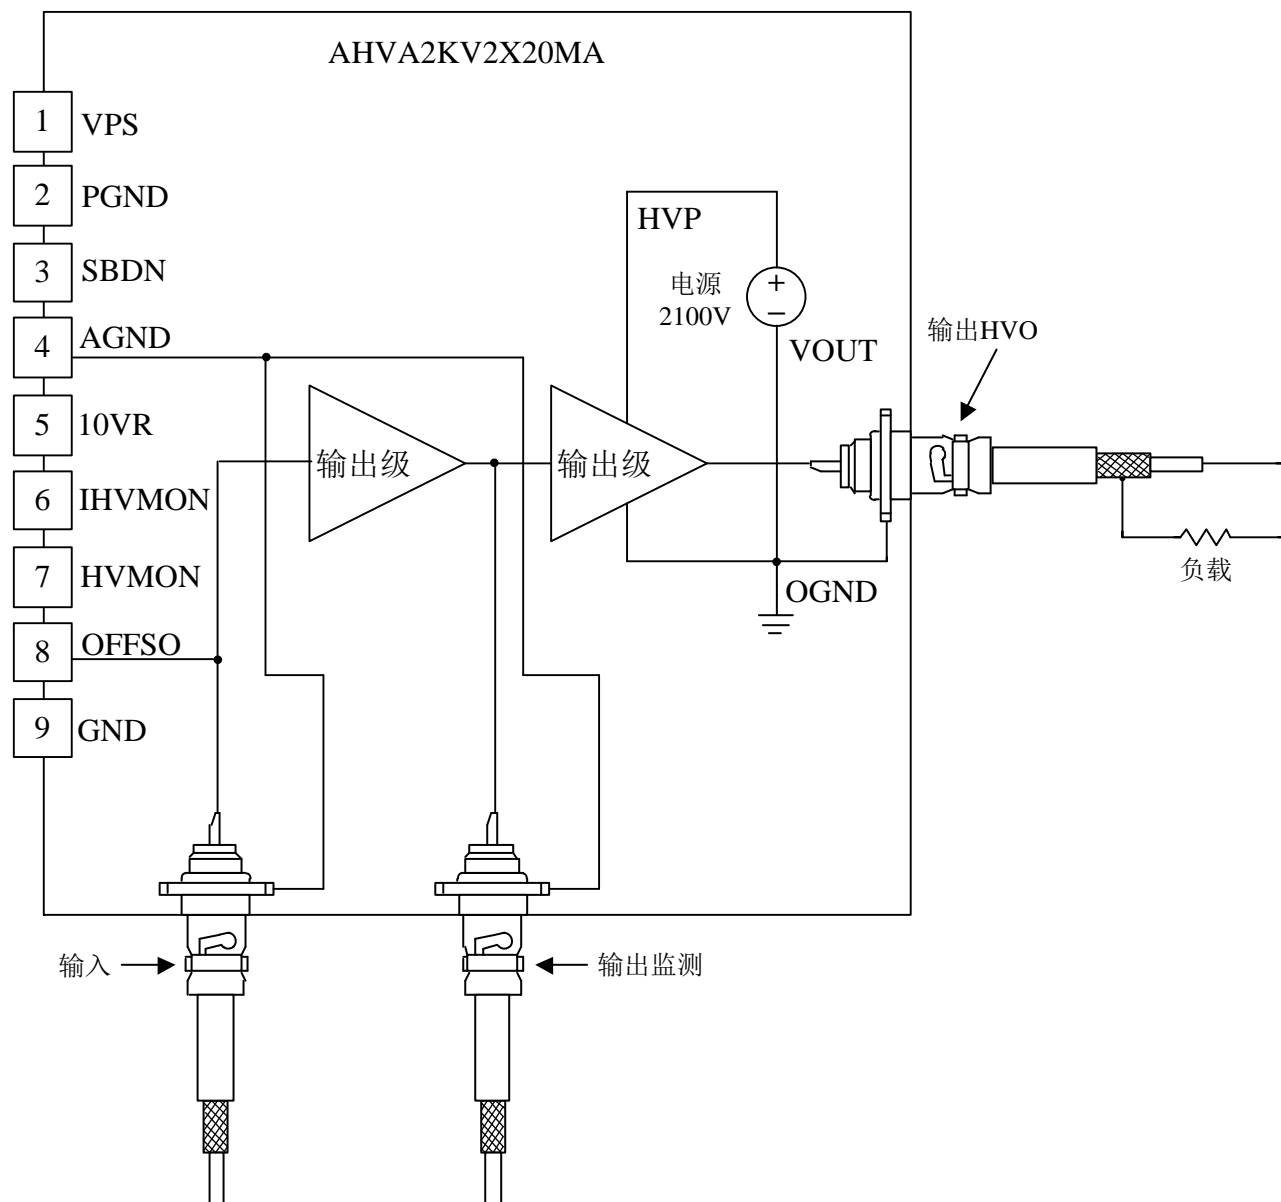 AHVA2KV2X20MA
1 VPS
2 PGND
3 SBDN
4 AGND
5 10VR
6 IHVMON
7 HVMON
8 OFFSO
9 GND
HVP
电源
2100V
VOUT
输出HVO
输出级
输出级
负载
OGND
输入
输出监测